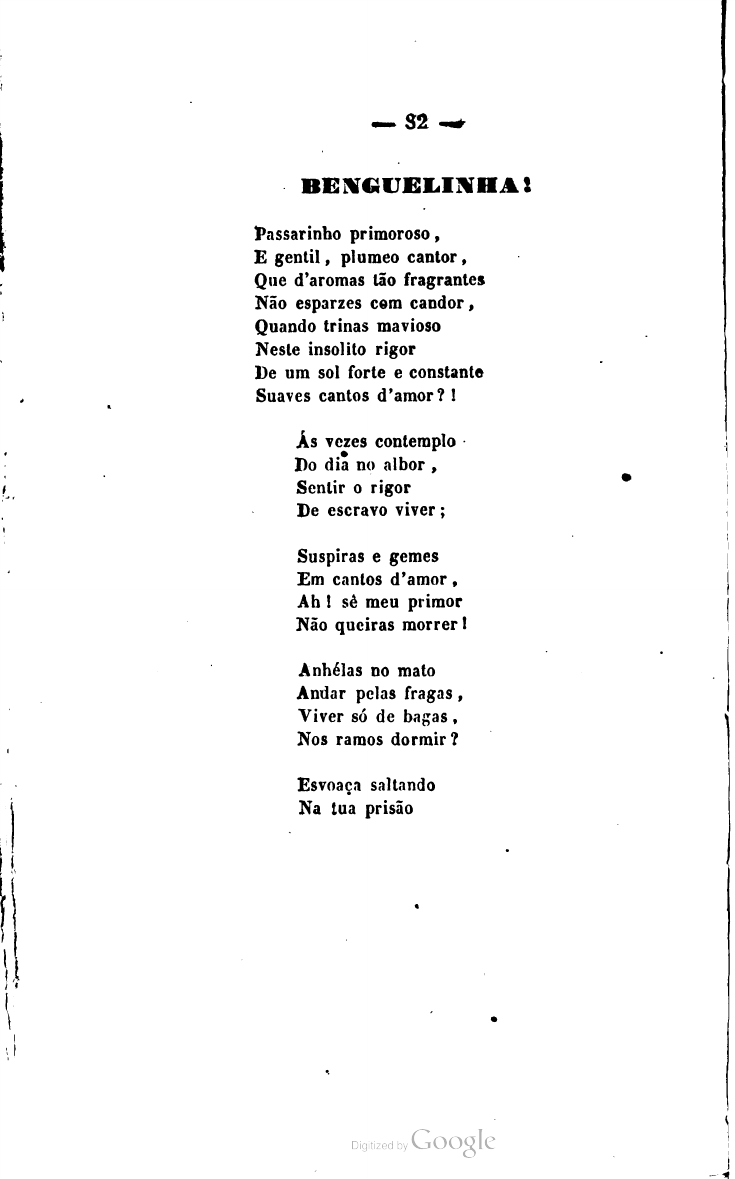 — 82 —
BENGUELINHA!
Passarinho primoroso,
E gentil, plumeo cantor,
Que d'aromas tão fragrantes
Não esparzes com candor,
Quando trinas mavioso
Neste insolito rigor
De um sol forte e constante
Suaves cantos d'amor?!
Ás vezes contemplo
Do dia no albor,
Sentir o rigor
De escravo viver;
Suspiras e gemes
Em cantos d'amor,
Ah! sê meu primor
Não queiras morrer!
Anhélas no mato
Andar pelas fragas,
Viver só de bagas,
Nos ramos dormir?
Esvoaça saltando
Na tua prisão
Digitized by Google